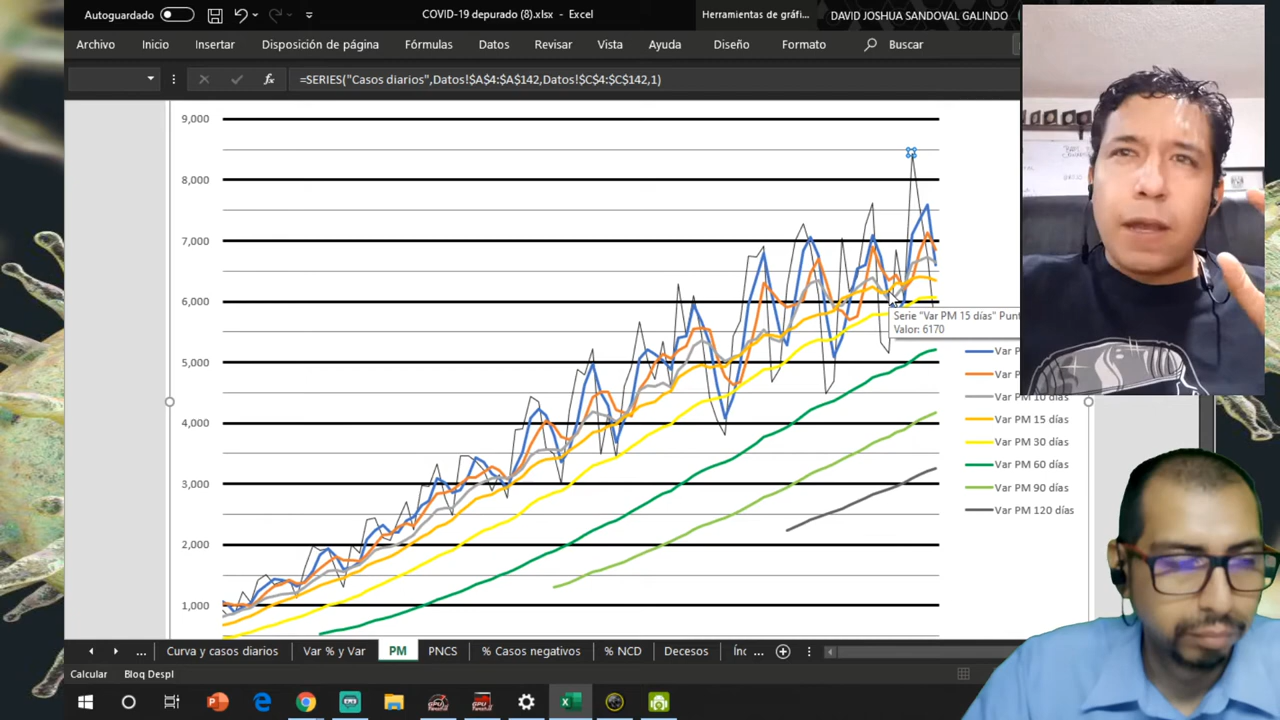 Autoguardado
COVID-19 depurado (8).xlsx - Excel
Herramientas de gráfi...
DAVID JOSHUA SANDOVAL GALINDO
Archivo Inicio Insertar Disposición de página Fórmulas Datos Revisar Vista Ayuda Diseño Formato Buscar
fx =SERIES("Casos diarios",Datos!$A$4:$A$142,Datos!$C$4:$C$142,1)
9,000
8,000
7,000
6,000
5,000
4,000
3,000
2,000
1,000
Serie "Var PM 15 días" Punt
Valor: 6170
Var P
Var P
Var PM 10 días
Var PM 15 días
Var PM 30 días
Var PM 60 días
Var PM 90 días
Var PM 120 días
... Curva y casos diarios Var % y Var PM PNCS % Casos negativos % NCD Decesos Ínc ...
Calcular Bloq Despl